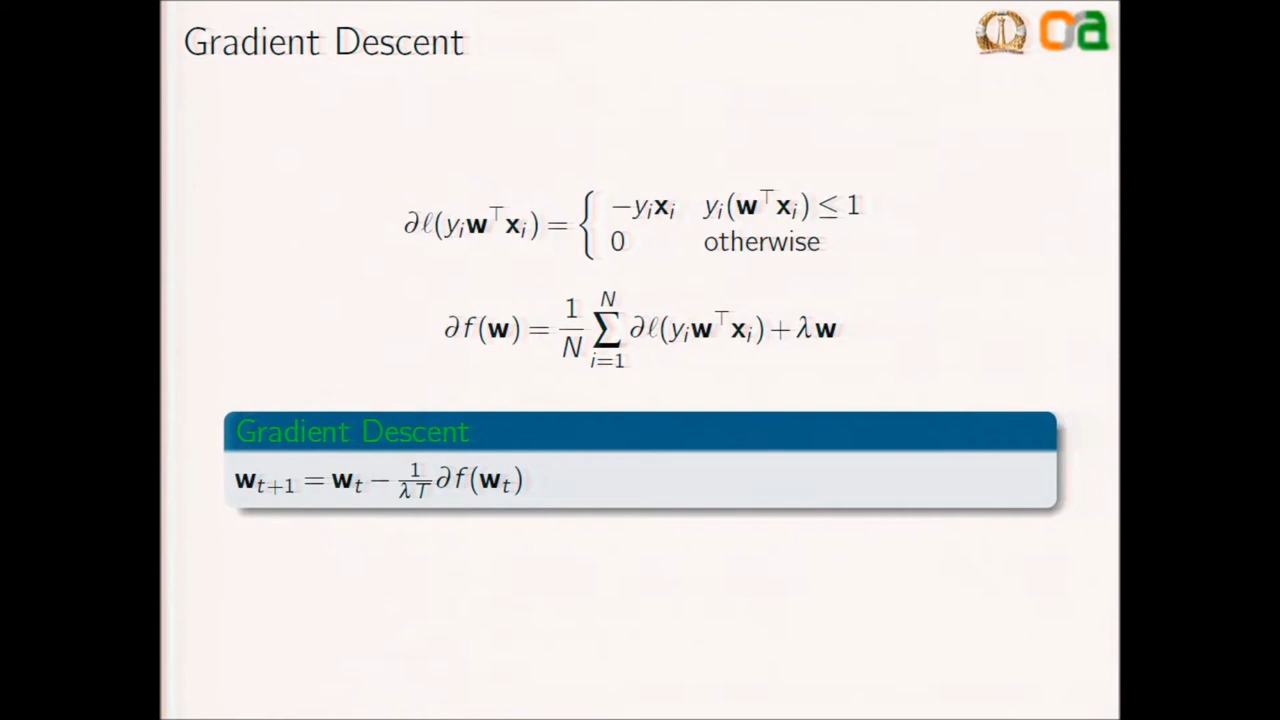 Gradient Descent
oa
∂ℓ(yᵢ𝐰^⊤𝐱ᵢ) = { −yᵢ𝐱ᵢ yᵢ(𝐰^⊤𝐱ᵢ) ≤ 1
0 otherwise
∂f(𝐰) = 1/N ∑_{i=1}^{N} ∂ℓ(yᵢ𝐰^⊤𝐱ᵢ) + λ𝐰
Gradient Descent
𝐰_{t+1} = 𝐰_t − 1/(λT) ∂f(𝐰_t)